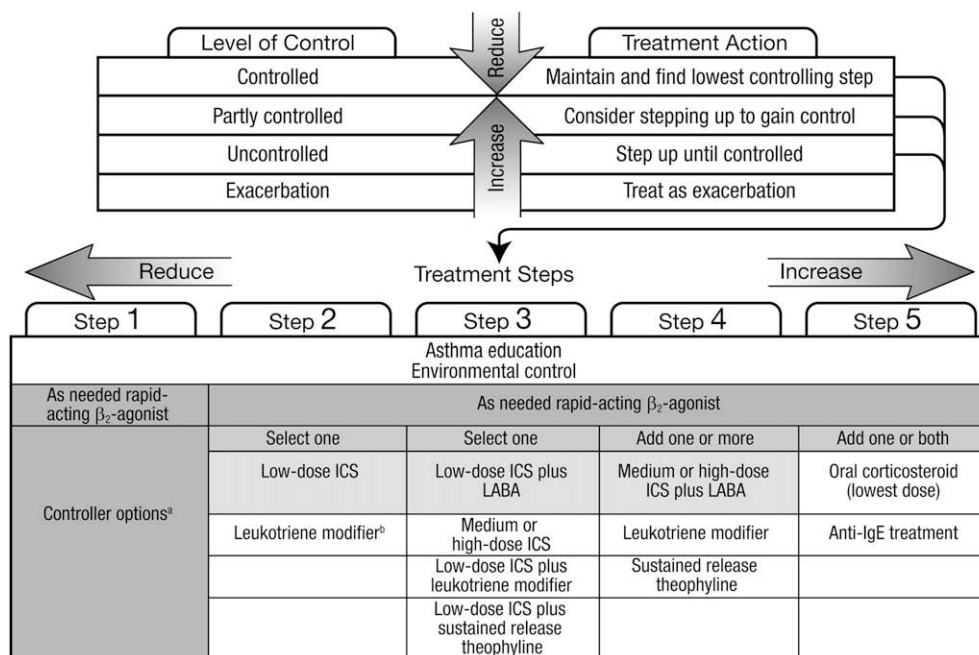 Level of Control
Reduce
Treatment Action
Controlled
Maintain and find lowest controlling step
Partly controlled
Consider stepping up to gain control
Uncontrolled
Increase
Step up until controlled
Exacerbation
Treat as exacerbation
Reduce
Treatment Steps
Increase
Step 1
Step 2
Step 3
Step 4
Step 5
Asthma education
Environmental control
As needed rapid-
acting β₂-agonist
As needed rapid-acting β₂-agonist
Select one
Select one
Add one or more
Add one or both
Controller optionsᵃ
Low-dose ICS
Low-dose ICS plus
LABA
Medium or high-dose
ICS plus LABA
Oral corticosteroid
(lowest dose)
Leukotriene modifierᵇ
Medium or
high-dose ICS
Leukotriene modifier
Anti-IgE treatment
Low-dose ICS plus
leukotriene modifier
Sustained release
theophyline
Low-dose ICS plus
sustained release
theophyline